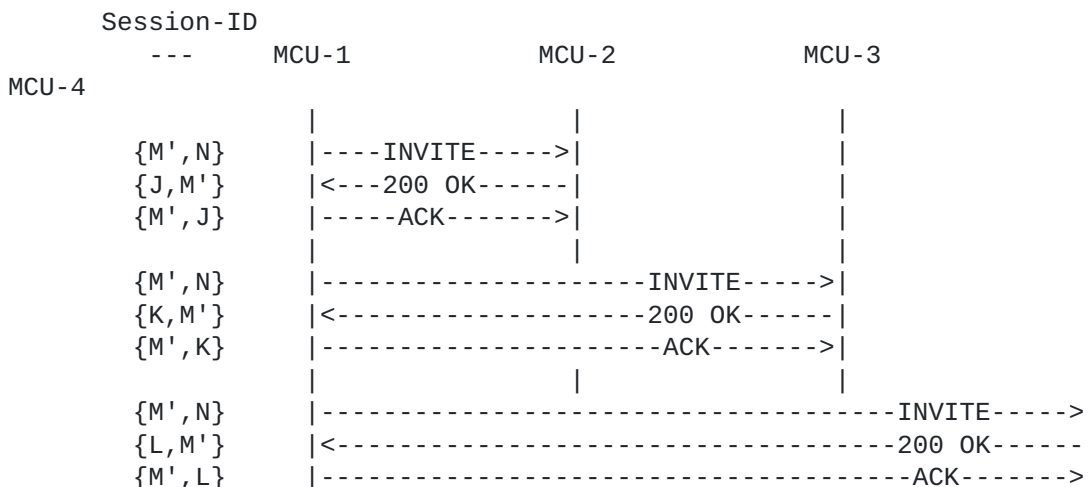 Session-ID
---     MCU-1            MCU-2            MCU-3
MCU-4
|                |                |
{M',N}     |----INVITE----->|                |
{J,M'}     |<---200 OK------|                |
{M',J}     |-----ACK------->|                |
|                |                |
{M',N}     |---------------------INVITE----->|
{K,M'}     |<--------------------200 OK------|
{M',K}     |----------------------ACK------->|
|                |                |
{M',N}     |-------------------------------------INVITE----->
{L,M'}     |<------------------------------------200 OK------
{M',L}     |--------------------------------------ACK------->